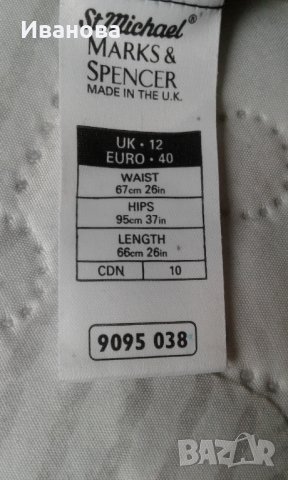 Иванова
St Michael®
MARKS &
SPENCER
MADE IN THE U.K.
UK • 12
EURO • 40
WAIST
67cm 26in
HIPS
95cm 37in
LENGTH
66cm 26in
CDN 10
9095 038
BAZAR